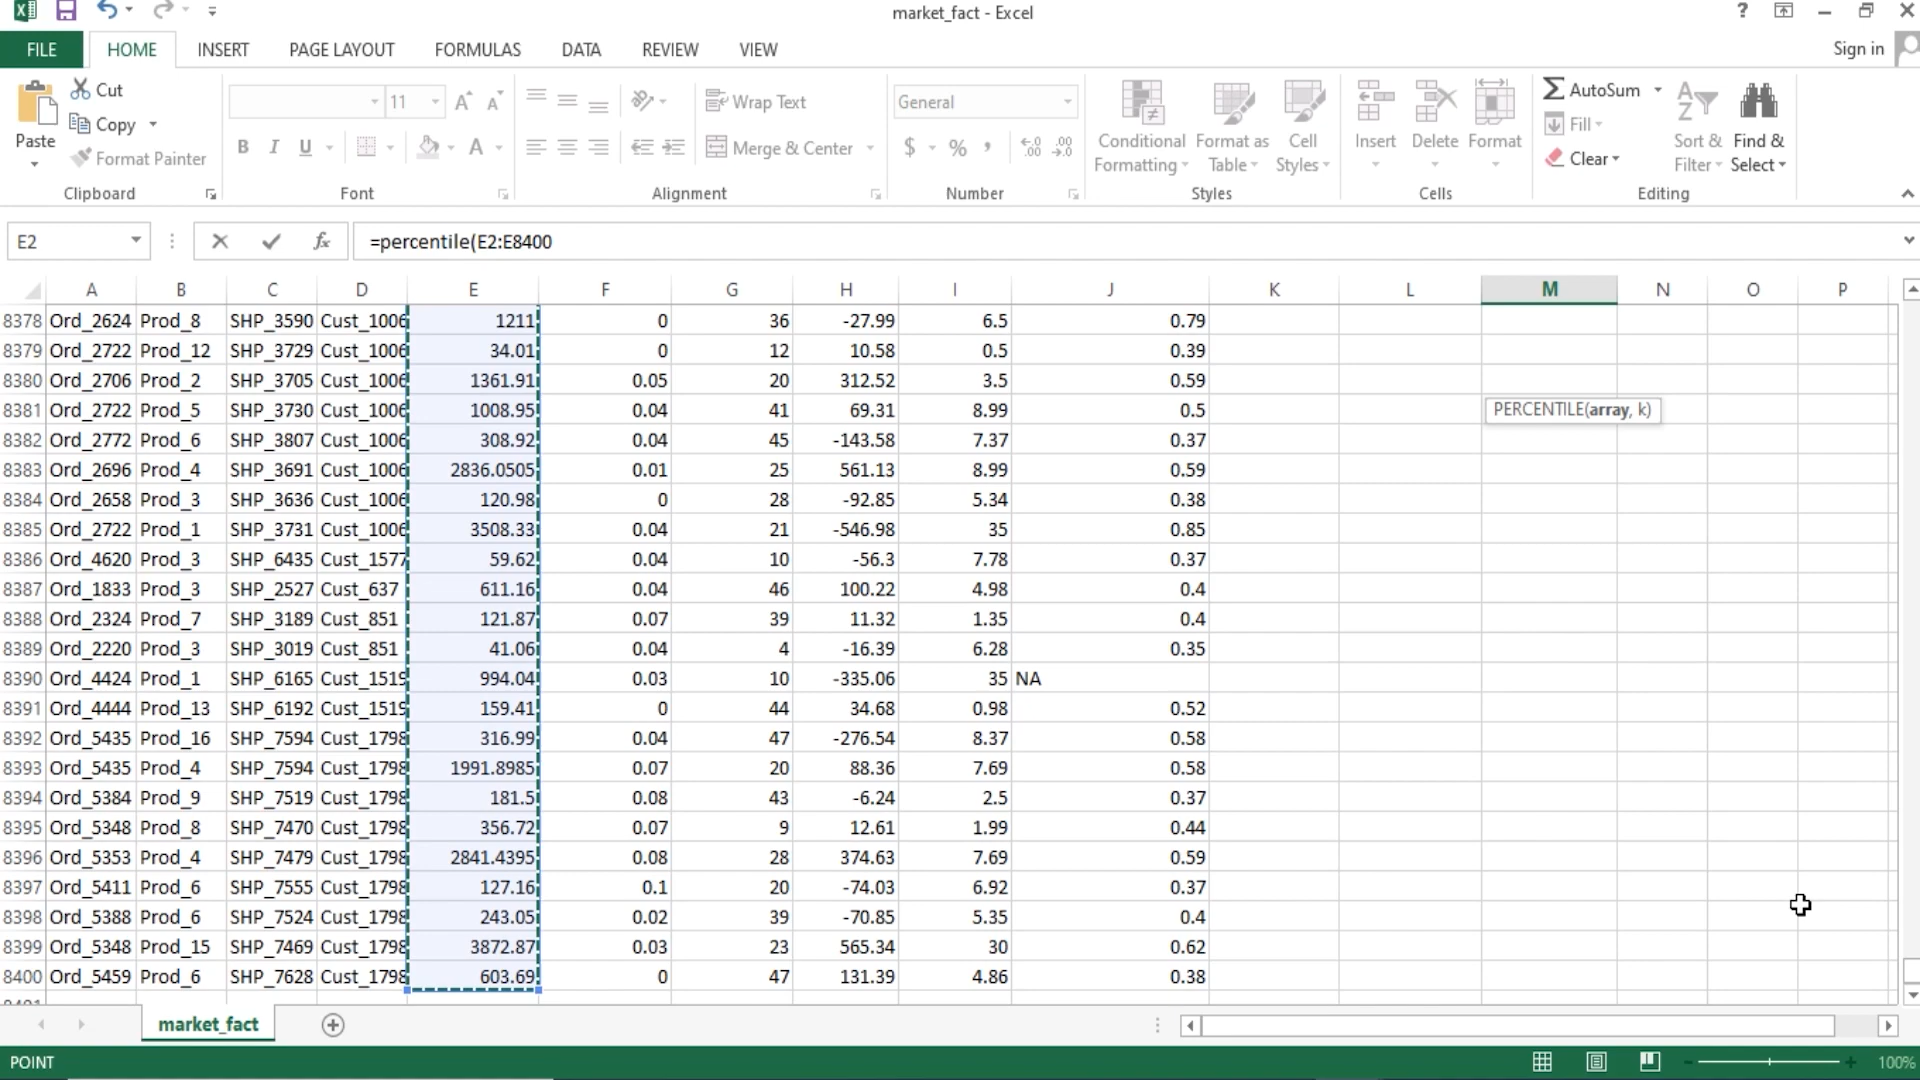 market_fact - Excel
?
FILE HOME INSERT PAGE LAYOUT FORMULAS DATA REVIEW VIEW Sign in
Paste Cut Copy Format Painter Clipboard
11 B I U A Font
Wrap Text Merge & Center Alignment
General $ % , Number
Conditional Formatting Format as Table Cell Styles Styles
Insert Delete Format Cells
AutoSum Fill Clear Sort & Filter Find & Select Editing
E2 fx =percentile(E2:E8400
A B C D E F G H I J K L M N O P
8378 Ord_2624 Prod_8 SHP_3590 Cust_1006 1211 0 36 -27.99 6.5 0.79
8379 Ord_2722 Prod_12 SHP_3729 Cust_1006 34.01 0 12 10.58 0.5 0.39
8380 Ord_2706 Prod_2 SHP_3705 Cust_1006 1361.91 0.05 20 312.52 3.5 0.59
8381 Ord_2722 Prod_5 SHP_3730 Cust_1006 1008.95 0.04 41 69.31 8.99 0.5 PERCENTILE(array, k)
8382 Ord_2772 Prod_6 SHP_3807 Cust_1006 308.92 0.04 45 -143.58 7.37 0.37
8383 Ord_2696 Prod_4 SHP_3691 Cust_1006 2836.0505 0.01 25 561.13 8.99 0.59
8384 Ord_2658 Prod_3 SHP_3636 Cust_1006 120.98 0 28 -92.85 5.34 0.38
8385 Ord_2722 Prod_1 SHP_3731 Cust_1006 3508.33 0.04 21 -546.98 35 0.85
8386 Ord_4620 Prod_3 SHP_6435 Cust_1577 59.62 0.04 10 -56.3 7.78 0.37
8387 Ord_1833 Prod_3 SHP_2527 Cust_637 611.16 0.04 46 100.22 4.98 0.4
8388 Ord_2324 Prod_7 SHP_3189 Cust_851 121.87 0.07 39 11.32 1.35 0.4
8389 Ord_2220 Prod_3 SHP_3019 Cust_851 41.06 0.04 4 -16.39 6.28 0.35
8390 Ord_4424 Prod_1 SHP_6165 Cust_1519 994.04 0.03 10 -335.06 35 NA
8391 Ord_4444 Prod_13 SHP_6192 Cust_1519 159.41 0 44 34.68 0.98 0.52
8392 Ord_5435 Prod_16 SHP_7594 Cust_1798 316.99 0.04 47 -276.54 8.37 0.58
8393 Ord_5435 Prod_4 SHP_7594 Cust_1798 1991.8985 0.07 20 88.36 7.69 0.58
8394 Ord_5384 Prod_9 SHP_7519 Cust_1798 181.5 0.08 43 -6.24 2.5 0.37
8395 Ord_5348 Prod_8 SHP_7470 Cust_1798 356.72 0.07 9 12.61 1.99 0.44
8396 Ord_5353 Prod_4 SHP_7479 Cust_1798 2841.4395 0.08 28 374.63 7.69 0.59
8397 Ord_5411 Prod_6 SHP_7555 Cust_1798 127.16 0.1 20 -74.03 6.92 0.37
8398 Ord_5388 Prod_6 SHP_7524 Cust_1798 243.05 0.02 39 -70.85 5.35 0.4
8399 Ord_5348 Prod_15 SHP_7469 Cust_1798 3872.87 0.03 23 565.34 30 0.62
8400 Ord_5459 Prod_6 SHP_7628 Cust_1798 603.69 0 47 131.39 4.86 0.38
market_fact
POINT 100%